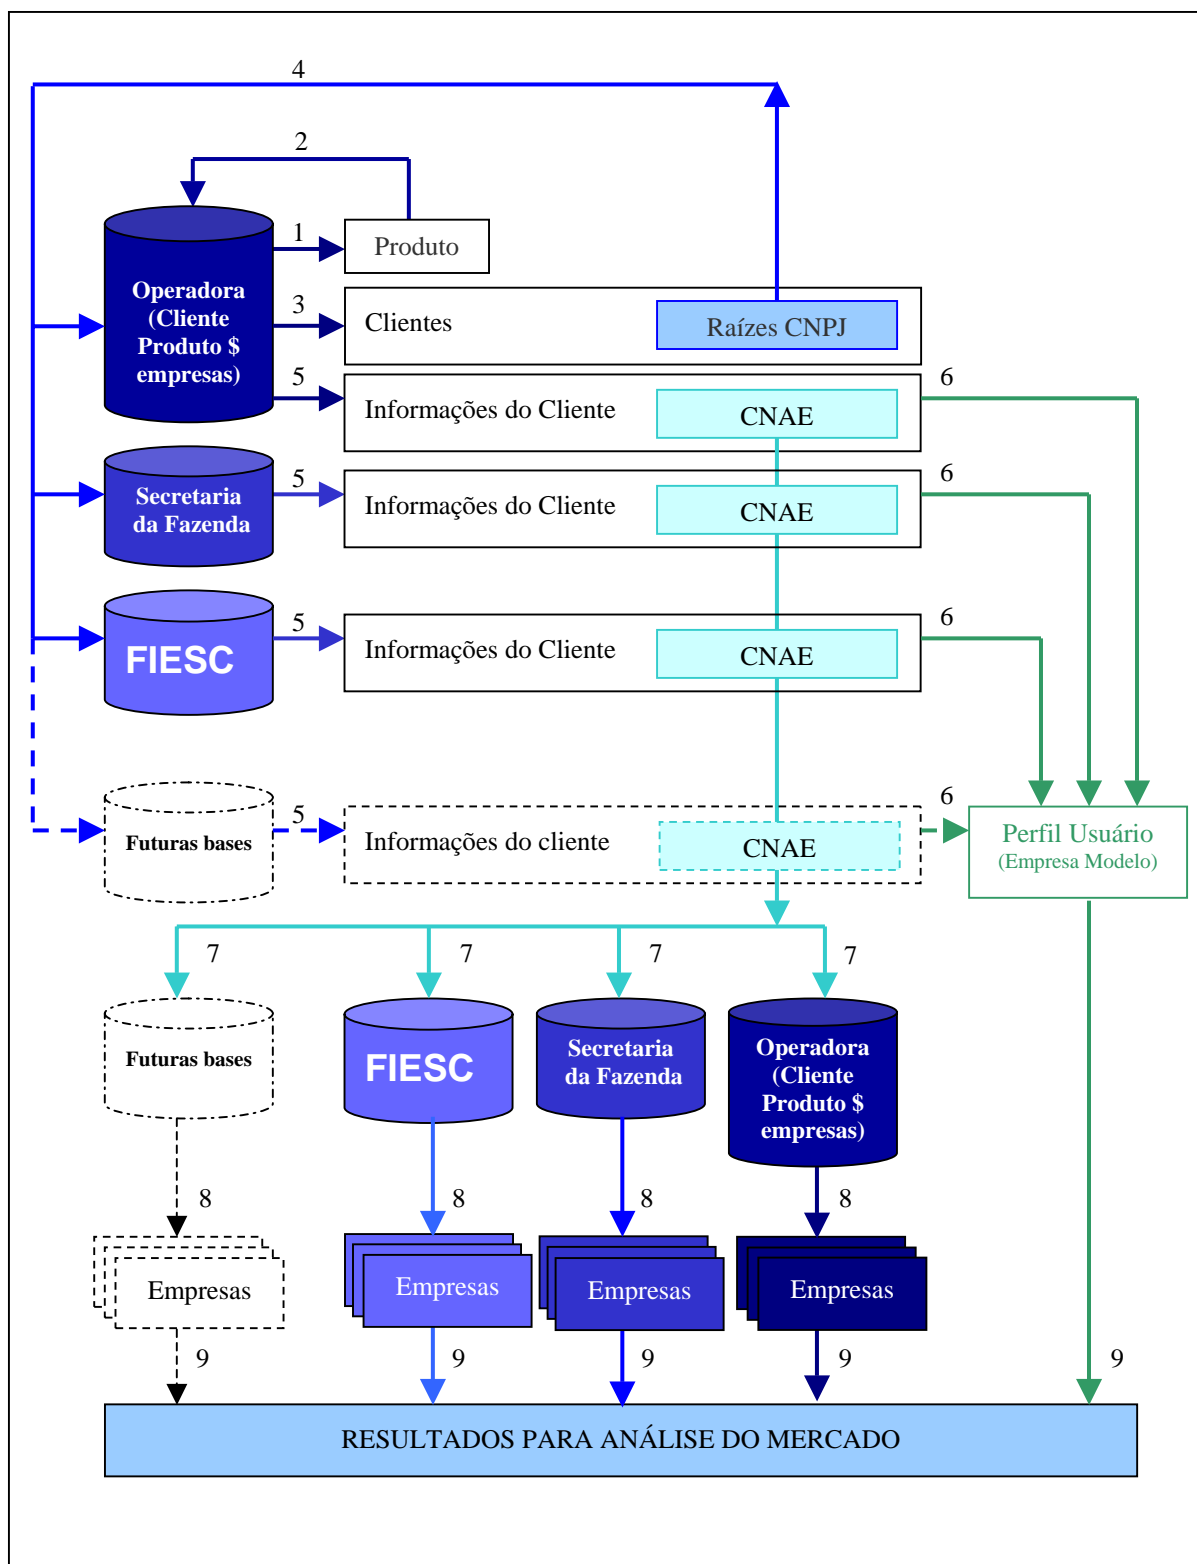 4
2
1
Produto
Operadora
(Cliente
Produto $
empresas)
3
Clientes
Raízes CNPJ
5
Informações do Cliente
CNAE
6
Secretaria
da Fazenda
5
Informações do Cliente
CNAE
6
FIESC
5
Informações do Cliente
CNAE
6
Futuras bases
5
Informações do cliente
CNAE
6
Perfil Usuário
(Empresa Modelo)
7
7
7
7
Futuras bases
FIESC
Secretaria
da Fazenda
Operadora
(Cliente
Produto $
empresas)
8
8
8
8
Empresas
Empresas
Empresas
Empresas
9
9
9
9
9
RESULTADOS PARA ANÁLISE DO MERCADO